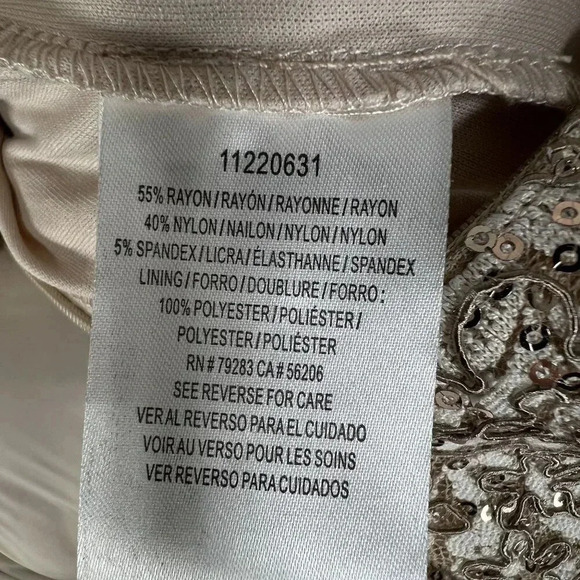 11220631
55% RAYON/RAYÓN/RAYONNE/RAYON
40% NYLON/NAILON/NYLON/NYLON
5% SPANDEX/LICRA/ÉLASTHANNE/SPANDEX
LINING/FORRO/DOUBLURE/FORRO:
100% POLYESTER/POLIÉSTER/
POLYESTER/POLIÉSTER
RN# 79283 CA# 56206
SEE REVERSE FOR CARE
VER AL REVERSO PARA EL CUIDADO
VOIR AU VERSO POUR LES SOINS
VER REVERSO PARA CUIDADOS